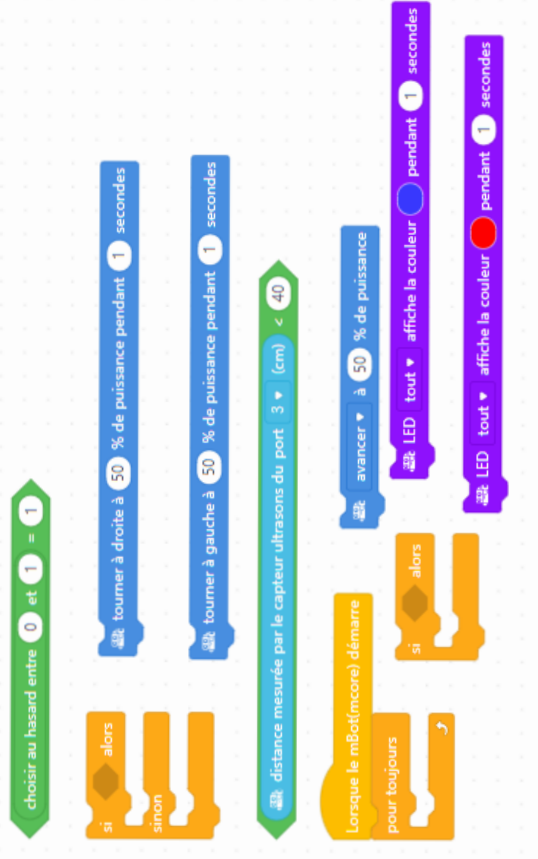 choisir au hasard entre 0 et 1 = 1
si alors
sinon
tourner à droite à 50 % de puissance pendant 1 secondes
tourner à gauche à 50 % de puissance pendant 1 secondes
distance mesurée par le capteur ultrasons du port 3 (cm) < 40
Lorsque le mBot(mcore) démarre
pour toujours
avancer à 50 % de puissance
si alors
LED tout affiche la couleur pendant 1 secondes
LED tout affiche la couleur pendant 1 secondes